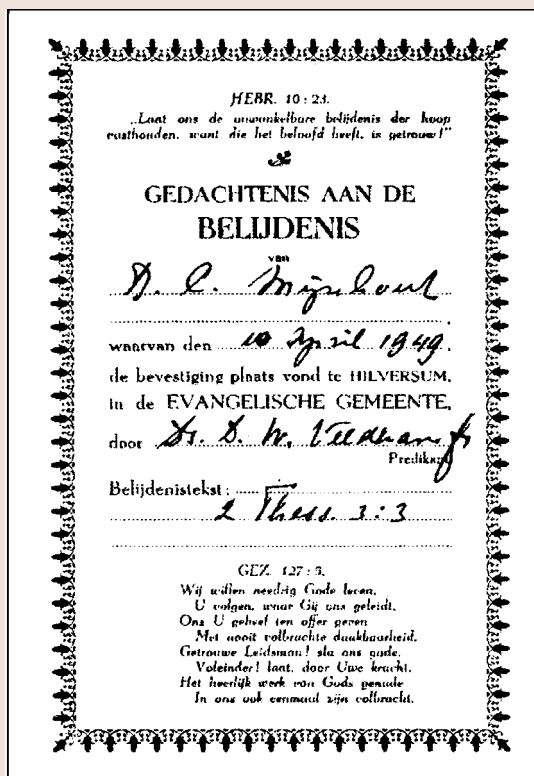 HEBR. 10 : 23.
„Laat ons de onwankelbare belijdenis der hoop
vasthouden, want die het beloofd heeft, is getrouw!”
GEDACHTENIS AAN DE
BELIJDENIS
van
D. C. Mijnhout
waarvan den 10 April 1949,
de bevestiging plaats vond te HILVERSUM,
in de EVANGELISCHE GEMEENTE,
door Dr. D. W.
Predikant
Belijdenistekst:
2 Thess. 3:3
GEZ. 127 : 5.
Wij willen needrig Gode leven,
U volgen, waar Gij ons geleidt,
Ons U geheel ten offer geven
Met nooit volbrachte dankbaarheid.
Getrouwe Leidsman! sla ons gade,
Voleinder! laat, door Uwe kracht,
Het heerlijk werk van Gods genade
In ons ook eenmaal zijn volbracht.